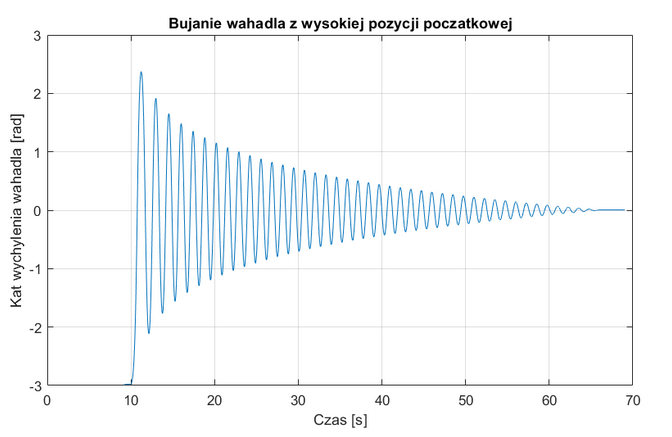 Bujanie wahadla z wysokiej pozycji poczatkowej
Kat wychylenia wahadla [rad]
3
2
1
0
-1
-2
-3
0 10 20 30 40 50 60 70
Czas [s]